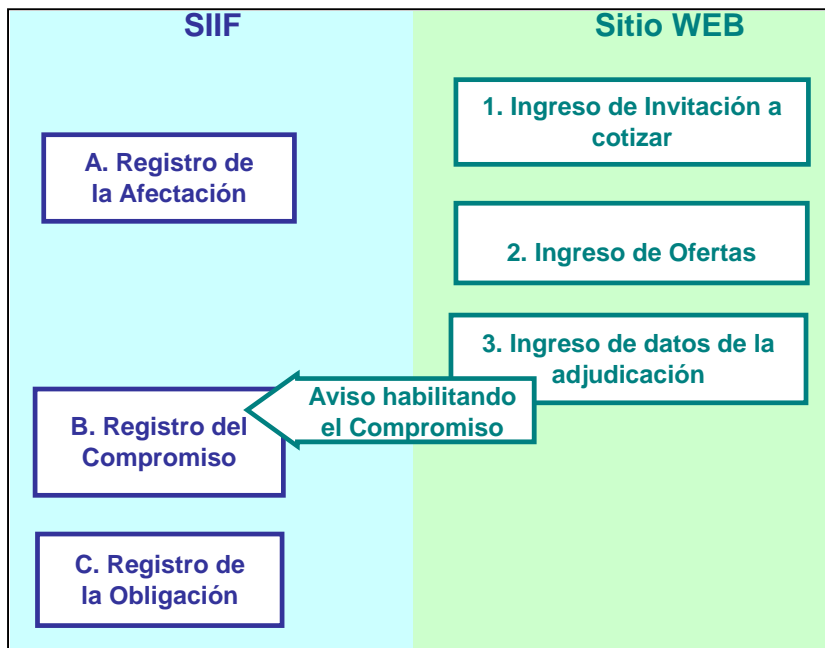 SIIF
Sitio WEB
1. Ingreso de Invitación a
cotizar
A. Registro de
la Afectación
2. Ingreso de Ofertas
3. Ingreso de datos de la
adjudicación
Aviso habilitando
el Compromiso
B. Registro del
Compromiso
C. Registro de
la Obligación